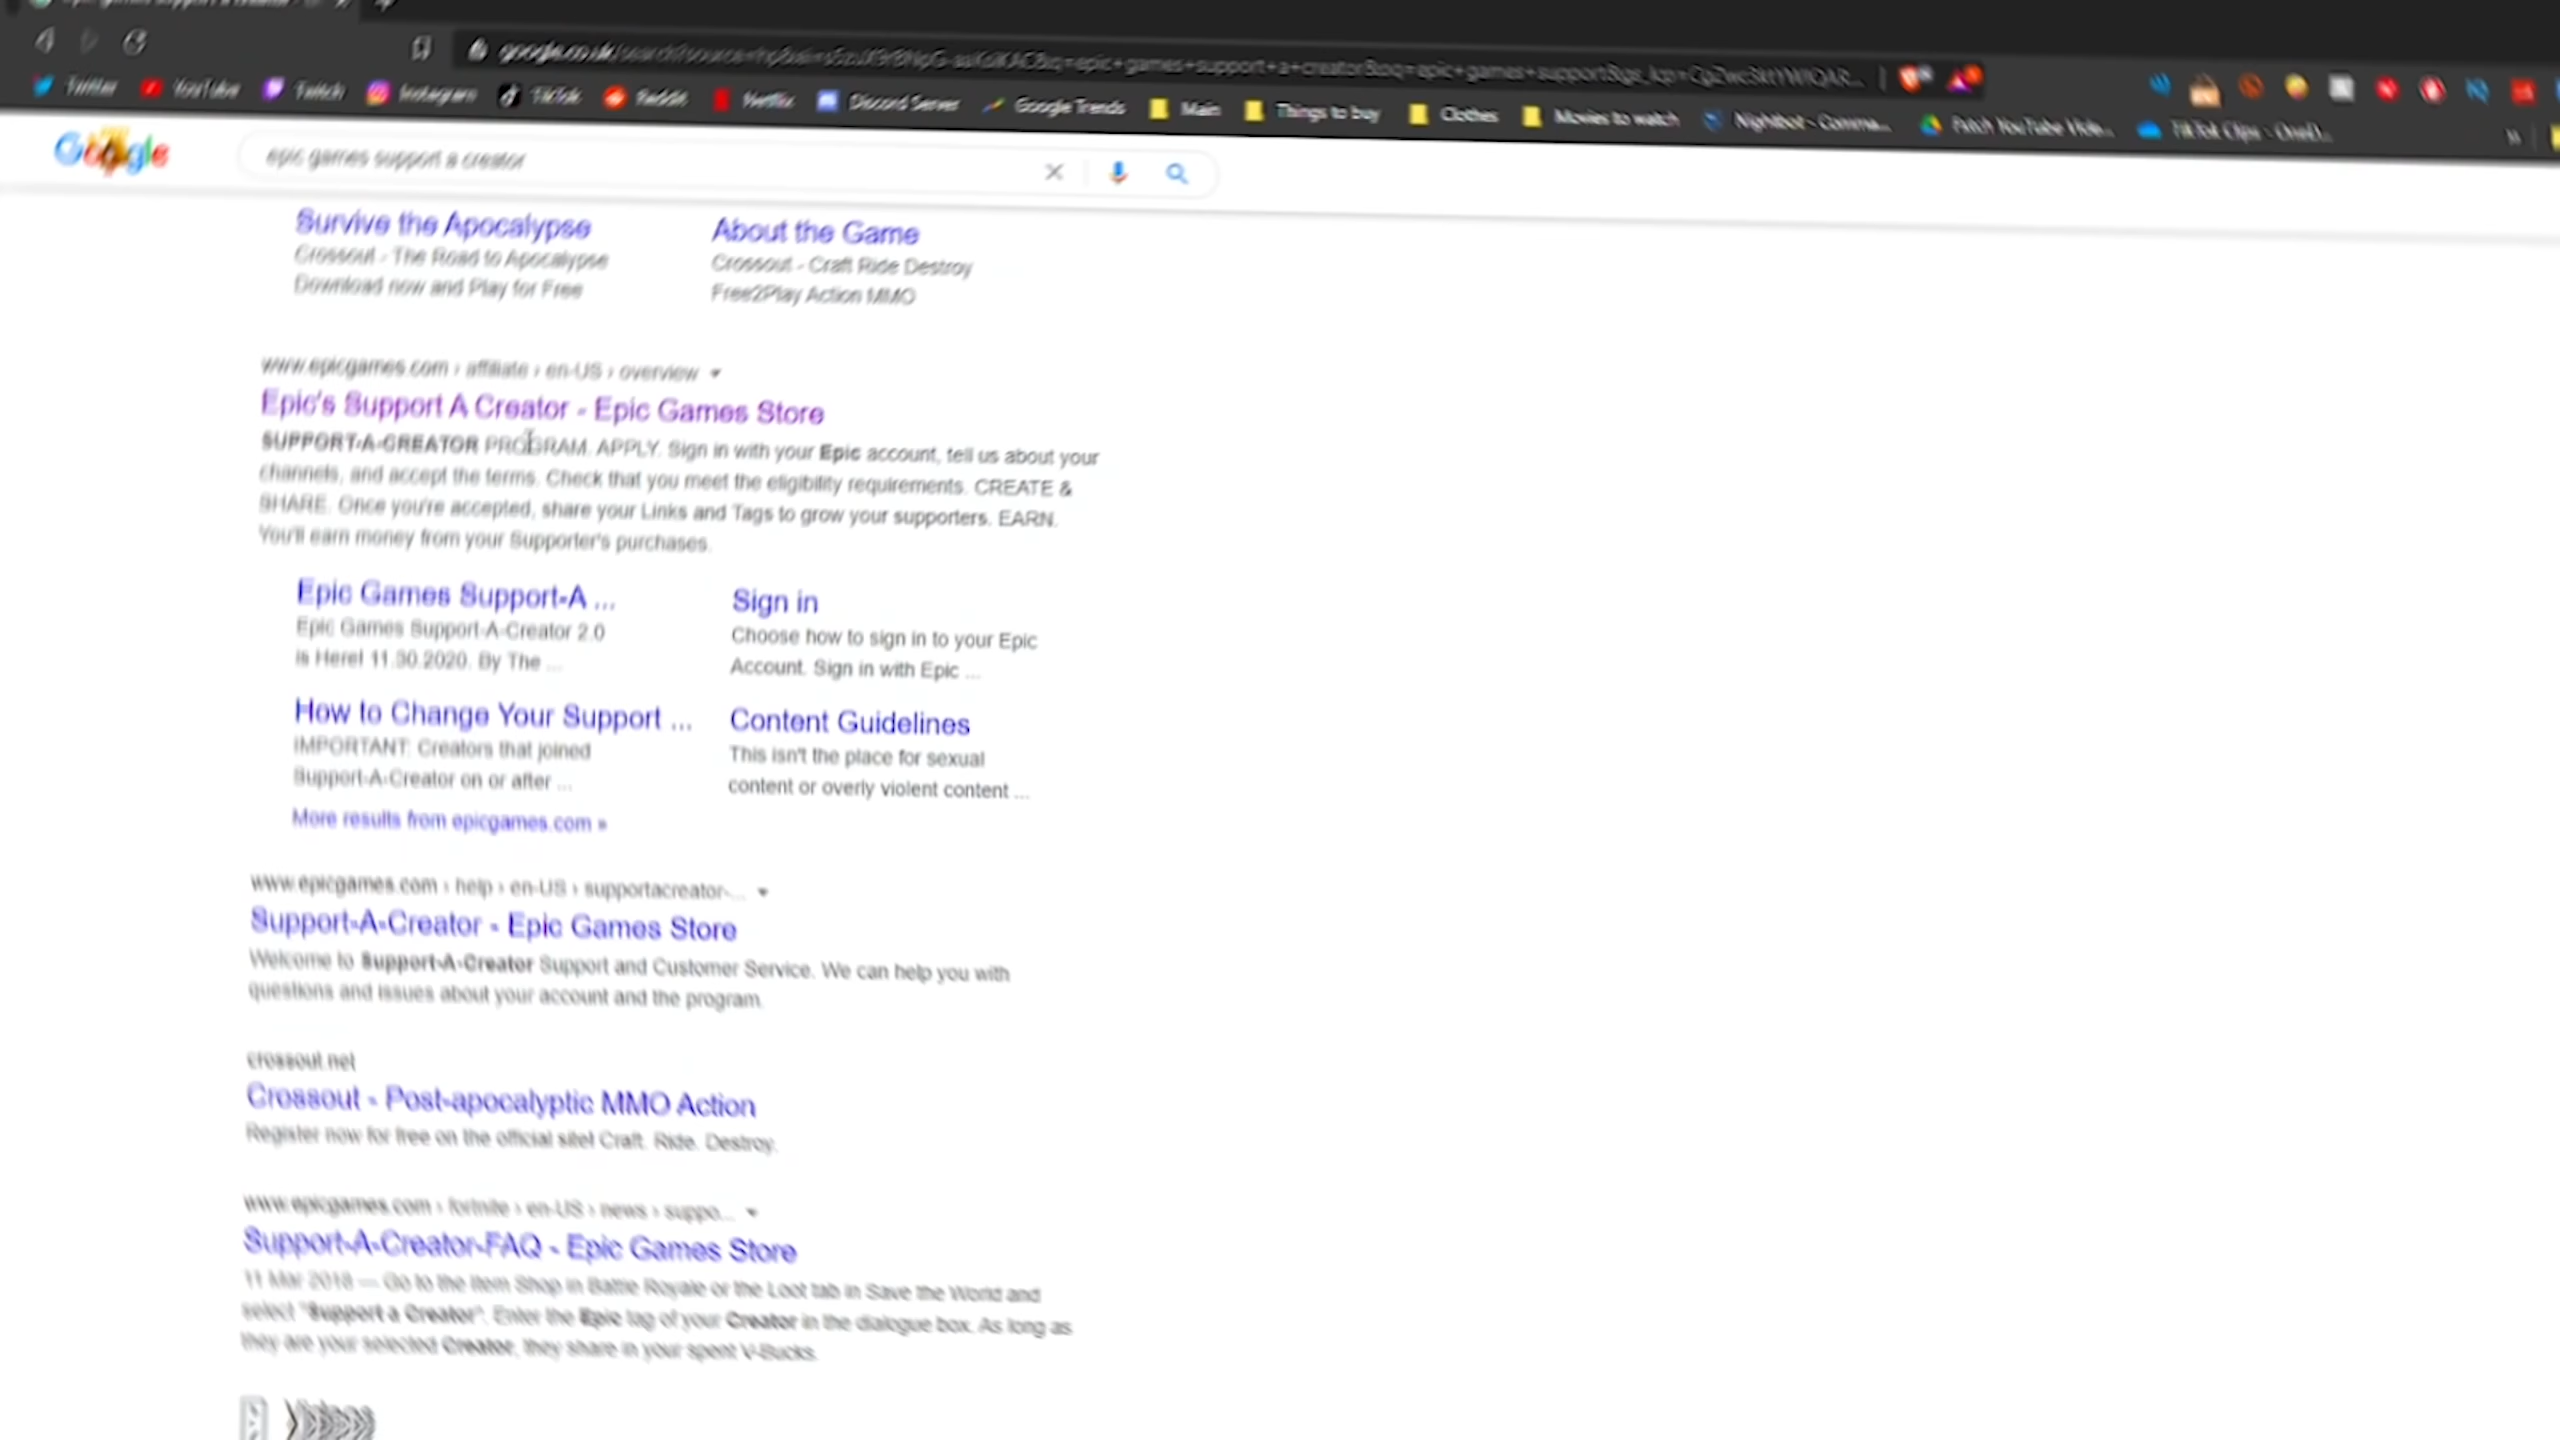 google.co.uk
Twitter YouTube Twitch Instagram TikTok Reddit Netflix Discord Server Google Trends Main Things to buy Clothes Movies to watch Nightbot - Comma... Patch YouTube TikTok Clips - OneD...
Google epic games support a creator
Survive the Apocalypse
Crossout - The Road to Apocalypse
Download now and Play for Free
About the Game
Crossout - Craft Ride Destroy
Free2Play Action MMO
www.epicgames.com › affiliate › en-US › overview
Epic's Support A Creator - Epic Games Store
SUPPORT-A-CREATOR PROGRAM. APPLY. Sign in with your Epic account, tell us about your
channels, and accept the terms. Check that you meet the eligibility requirements. CREATE &
SHARE. Once you're accepted, share your Links and Tags to grow your supporters. EARN.
You'll earn money from your Supporter's purchases.
Epic Games Support-A ...
Epic Games Support-A-Creator 2.0
is Here! 11.30.2020. By The ...
Sign in
Choose how to sign in to your Epic
Account. Sign in with Epic ...
How to Change Your Support ...
IMPORTANT: Creators that joined
Support-A-Creator on or after ...
Content Guidelines
This isn't the place for sexual
content or overly violent content ...
More results from epicgames.com »
www.epicgames.com › help › en-US › supportacreator-...
Support-A-Creator - Epic Games Store
Welcome to Support-A-Creator Support and Customer Service. We can help you with
questions and issues about your account and the program.
crossout.net
Crossout - Post-apocalyptic MMO Action
Register now for free on the official site! Craft. Ride. Destroy.
www.epicgames.com › fortnite › en-US › news › suppo...
Support-A-Creator-FAQ - Epic Games Store
11 Mar 2018 — Go to the Item Shop in Battle Royale or the Loot tab in Save the World and
select "Support a Creator". Enter the Epic tag of your Creator in the dialogue box. As long as
they are your selected Creator, they share in your spent V-Bucks.
Videos